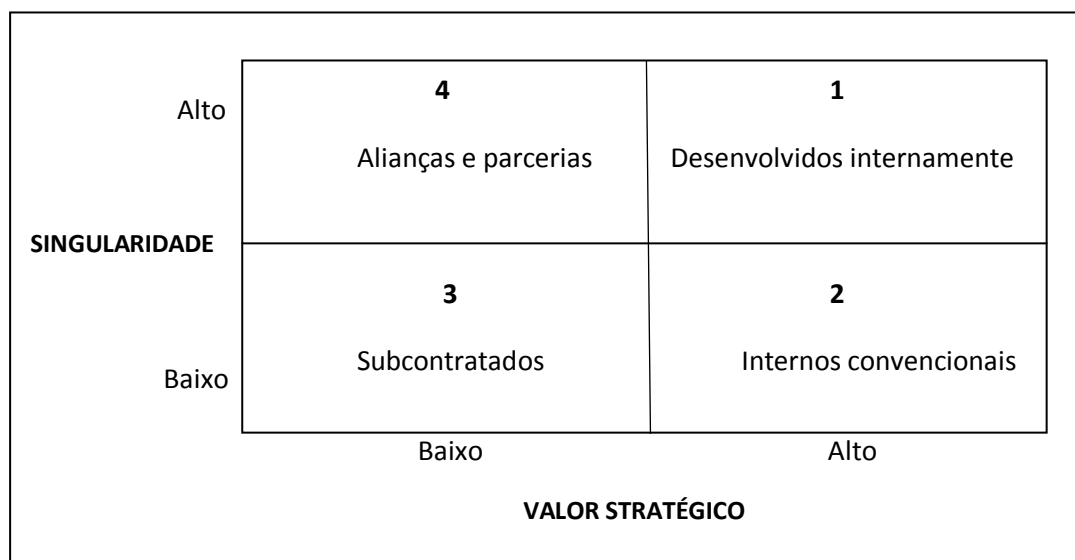 4
1
Alto
Alianças e parcerias
Desenvolvidos internamente
SINGULARIDADE
3
2
Subcontratados
Internos convencionais
Baixo
Baixo
Alto
VALOR STRATÉGICO